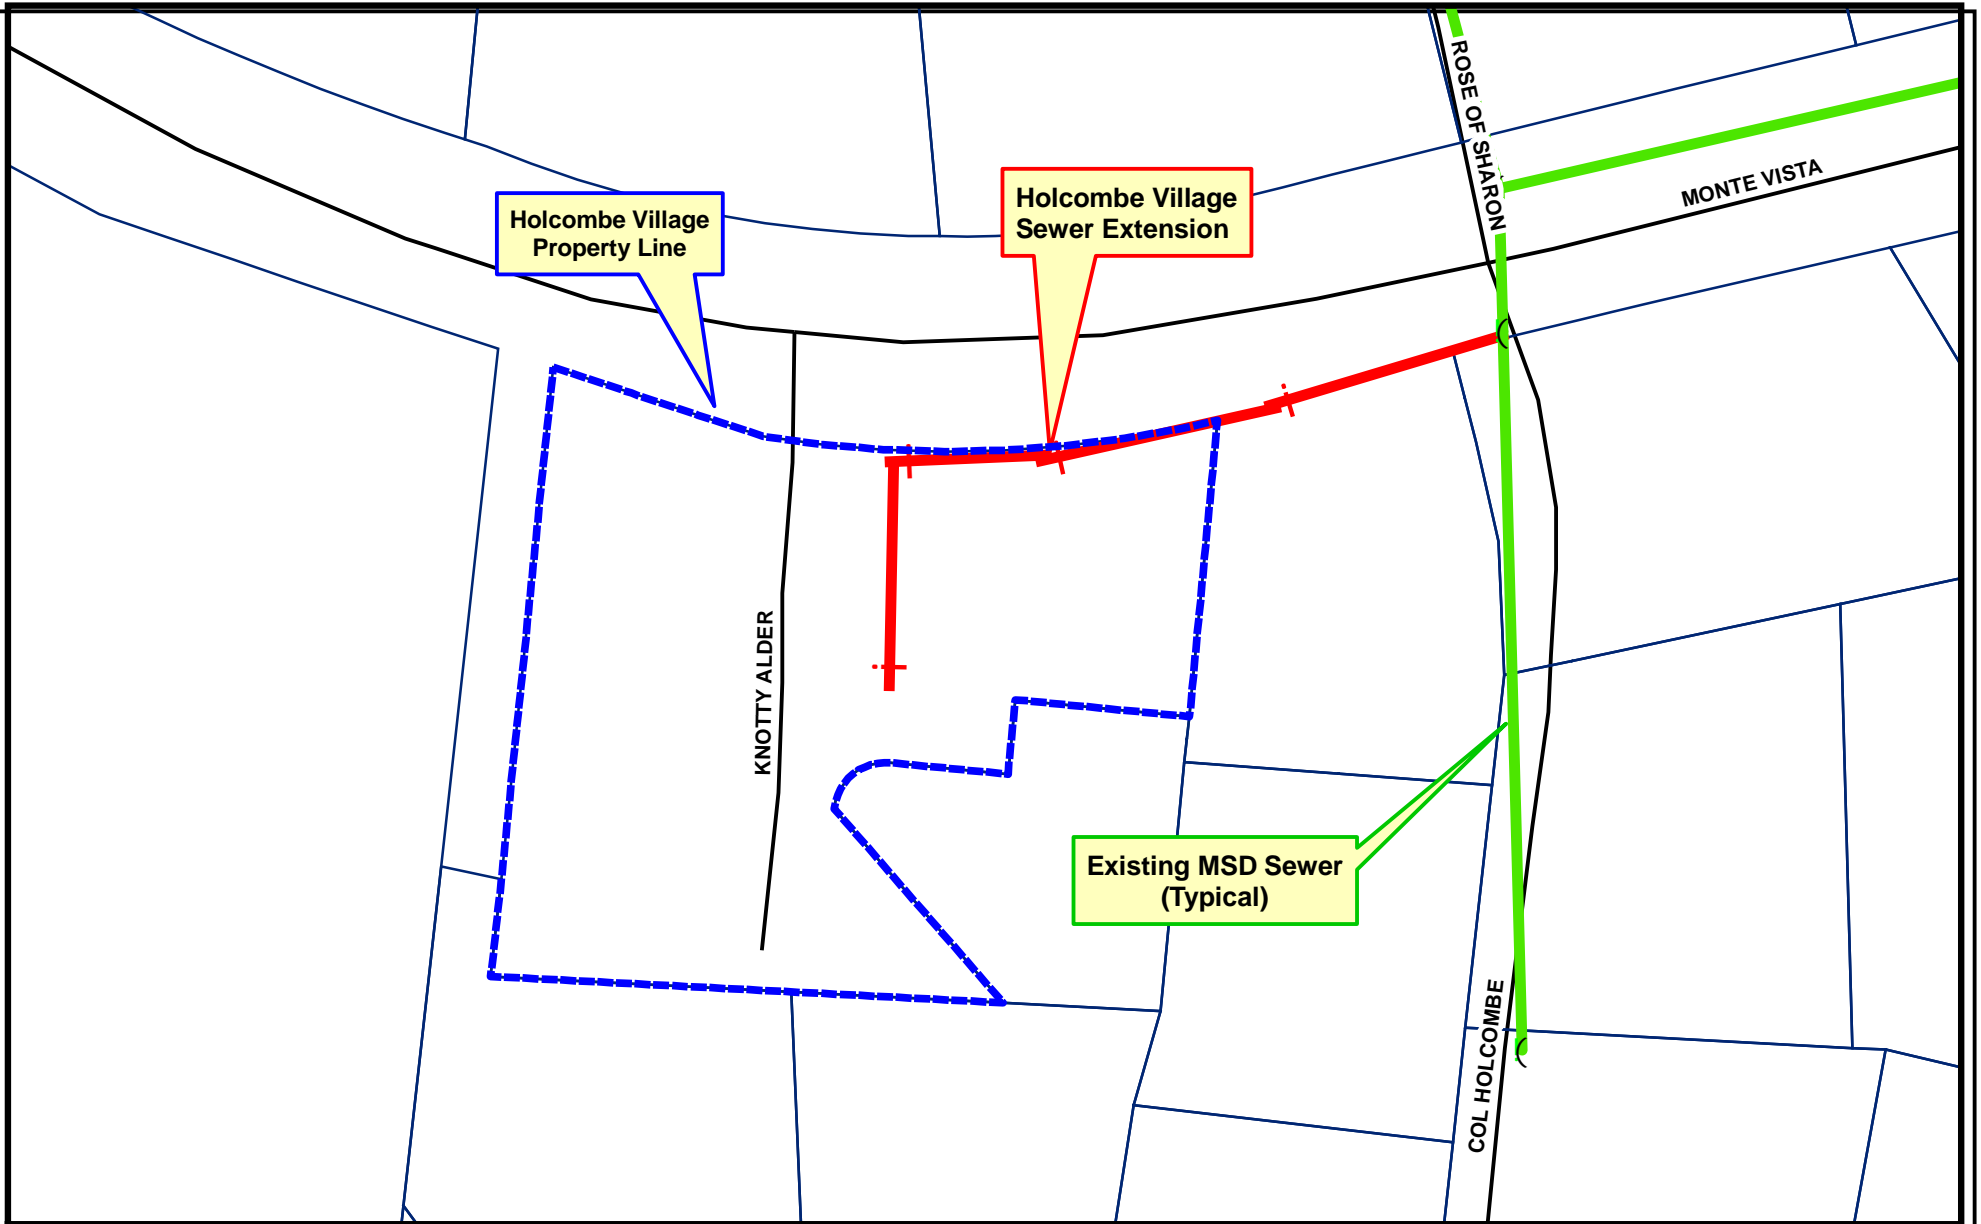 ROSE OF SHARON
MONTE VISTA
Holcombe Village
Property Line
Holcombe Village
Sewer Extension
KNOTTY ALDER
Existing MSD Sewer
(Typical)
COL HOLCOMBE